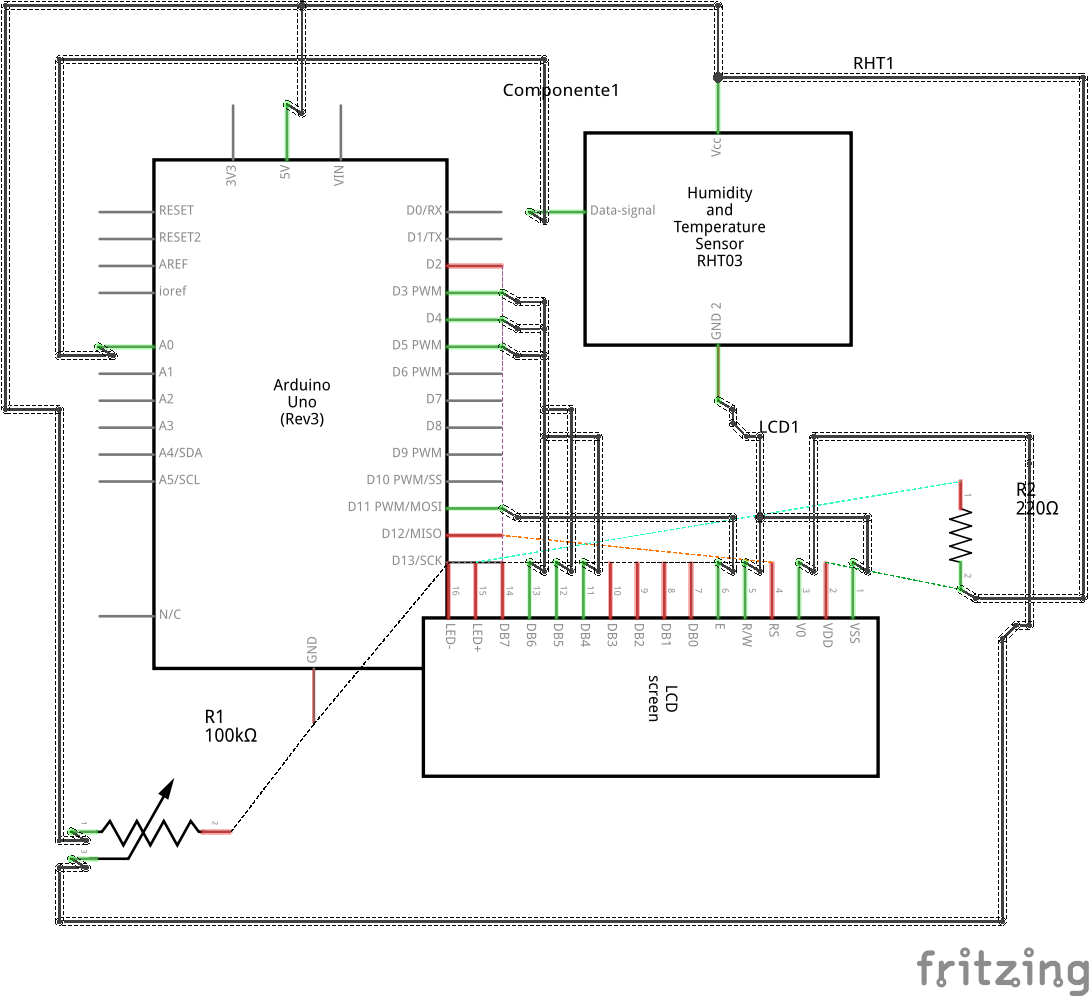 RHT1
Componente1
3V3
5V
VIN
Vcc
RESET
RESET2
AREF
ioref
A0
A1
A2
A3
A4/SDA
A5/SCL
N/C
D0/RX
D1/TX
D2
D3 PWM
D4
D5 PWM
D6 PWM
D7
D8
D9 PWM
D10 PWM/SS
D11 PWM/MOSI
D12/MISO
D13/SCK
Arduino
Uno
(Rev3)
Data-signal
Humidity
and
Temperature
Sensor
RHT03
GND 2
LCD1
R2
220Ω
1
2
16
15
14
13
12
11
10
9
8
7
6
5
4
3
2
1
LED-
LED+
DB7
DB6
DB5
DB4
DB3
DB2
DB1
DB0
E
R/W
RS
V0
VDD
VSS
LCD
screen
GND
R1
100kΩ
1
2
3
fritzing